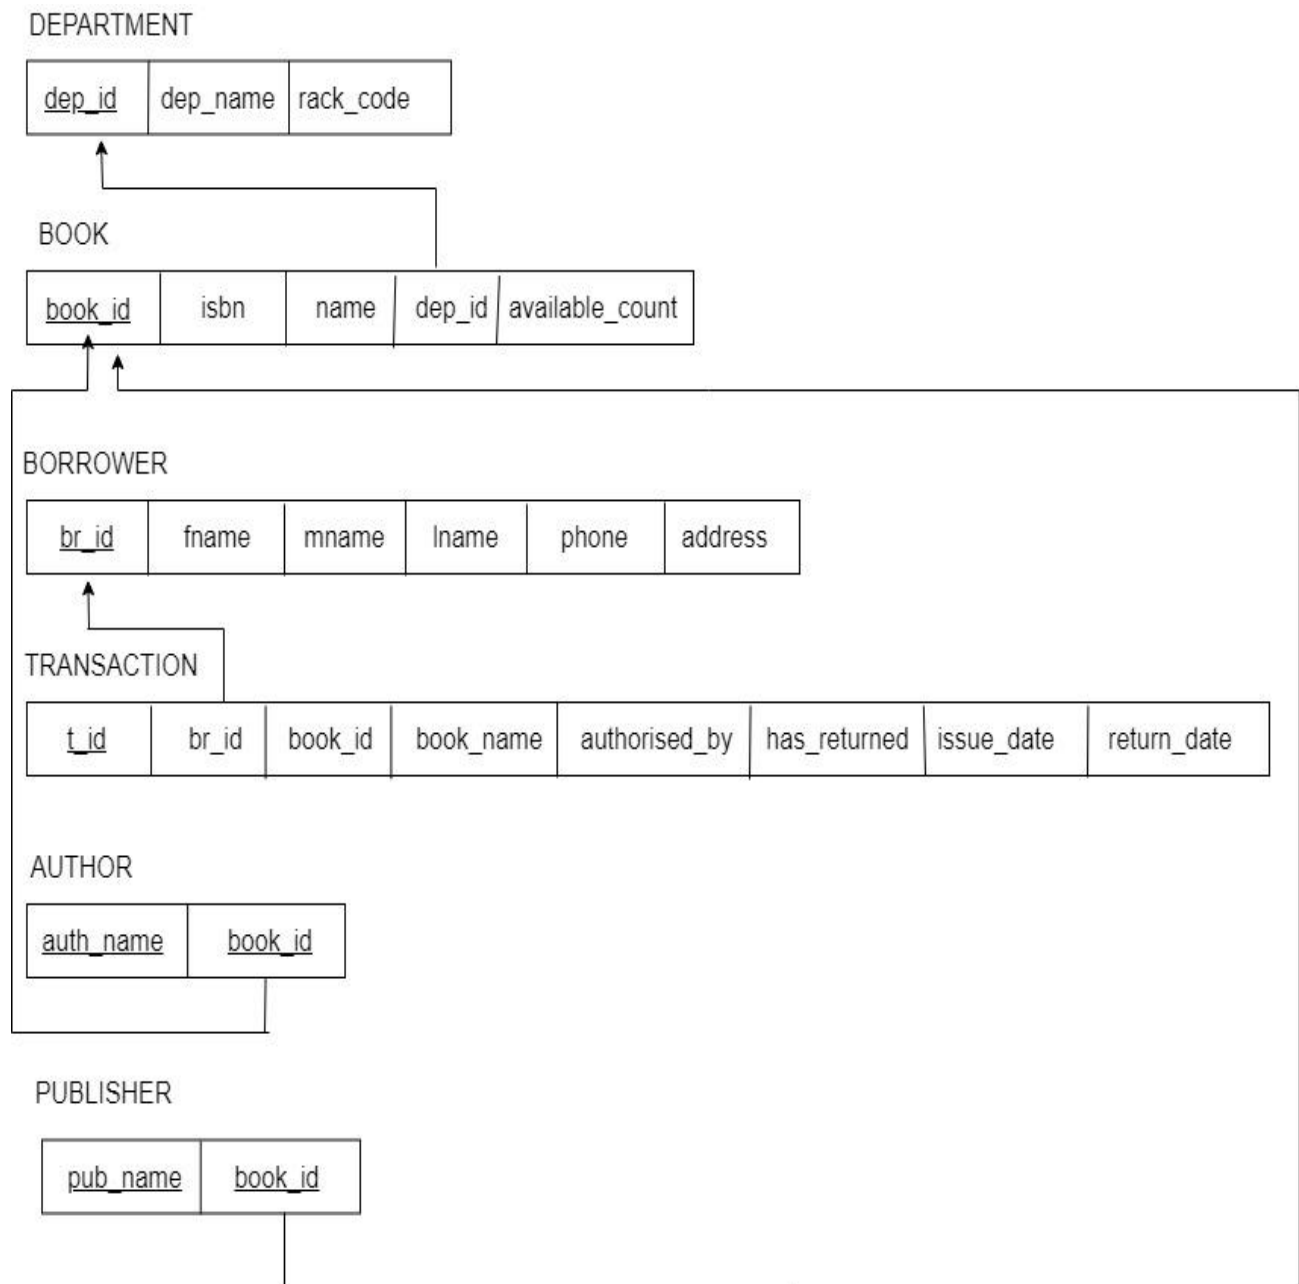 DEPARTMENT
dep_id dep_name rack_code
BOOK
book_id isbn name dep_id available_count
BORROWER
br_id fname mname lname phone address
TRANSACTION
t_id br_id book_id book_name authorised_by has_returned issue_date return_date
AUTHOR
auth_name book_id
PUBLISHER
pub_name book_id